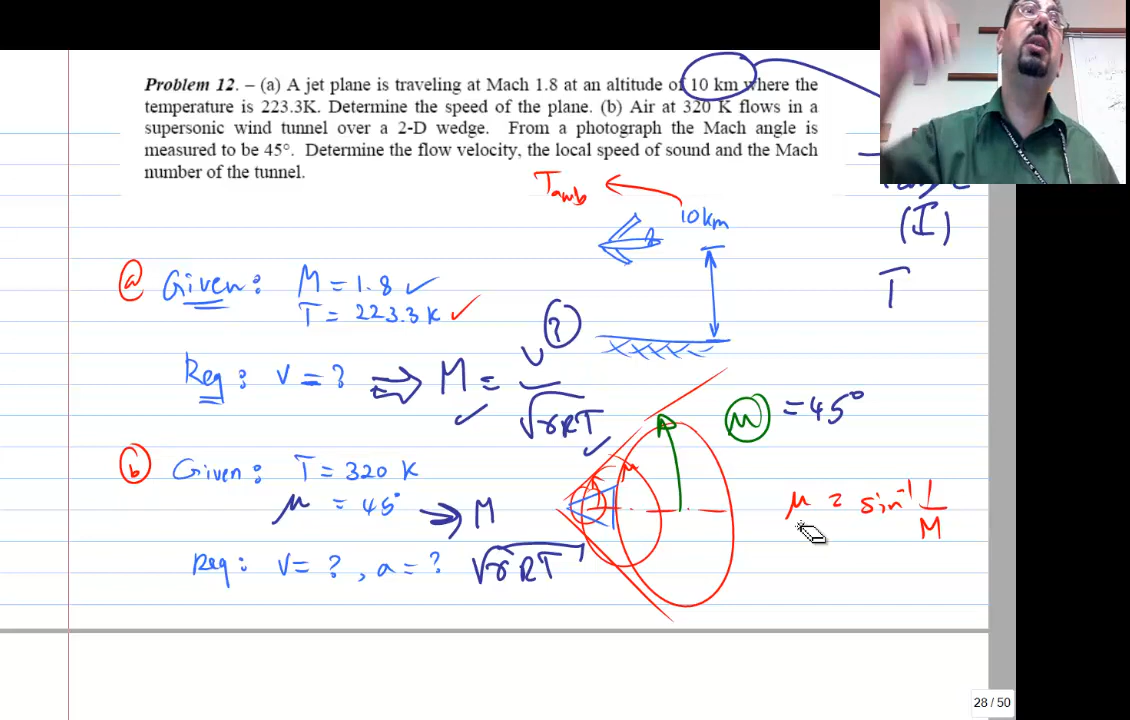 Problem 12. – (a) A jet plane is traveling at Mach 1.8 at an altitude of 10 km where the
temperature is 223.3K. Determine the speed of the plane. (b) Air at 320 K flows in a
supersonic wind tunnel over a 2-D wedge. From a photograph the Mach angle is
measured to be 45°. Determine the flow velocity, the local speed of sound and the Mach
number of the tunnel.
Tamb
10 km
(I)
T
(a) Given: M = 1.8 ✓
T = 223.3 K ✓
Req: V = ? ⇒ M = V / √γRT
?
μ = 45°
(b) Given: T = 320 K
μ = 45° → M
μ
μ = sin⁻¹ 1/M
Req: V = ?, a = ? √γRT
28 / 50